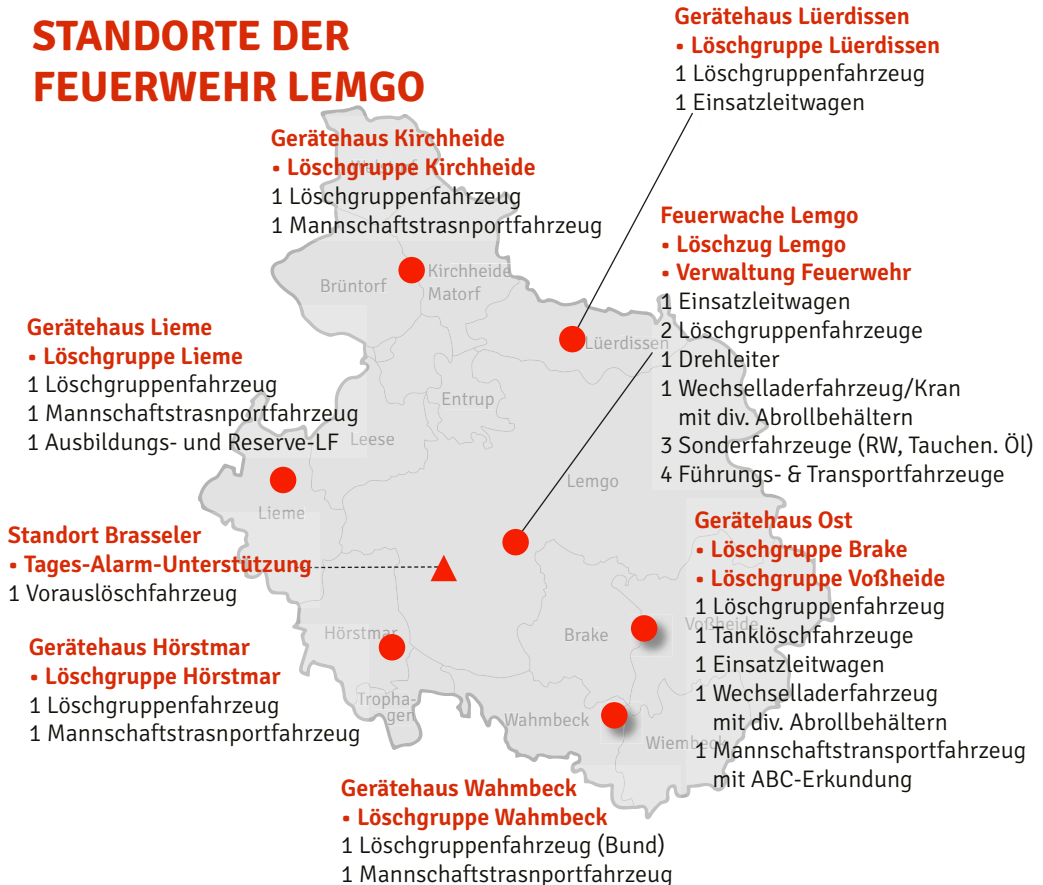 STANDORTE DER
FEUERWEHR LEMGO
Gerätehaus Lüerdissen
• Löschgruppe Lüerdissen
1 Löschgruppenfahrzeug
1 Einsatzleitwagen
Gerätehaus Kirchheide
• Löschgruppe Kirchheide
1 Löschgruppenfahrzeug
1 Mannschaftstrasnportfahrzeug
Feuerwache Lemgo
• Löschzug Lemgo
• Verwaltung Feuerwehr
1 Einsatzleitwagen
2 Löschgruppenfahrzeuge
1 Drehleiter
1 Wechselladerfahrzeug/Kran
mit div. Abrollbehältern
3 Sonderfahrzeuge (RW, Tauchen. Öl)
4 Führungs- & Transportfahrzeuge
Gerätehaus Lieme
• Löschgruppe Lieme
1 Löschgruppenfahrzeug
1 Mannschaftstrasnportfahrzeug
1 Ausbildungs- und Reserve-LF
Standort Brasseler
• Tages-Alarm-Unterstützung
1 Vorauslöschfahrzeug
Gerätehaus Hörstmar
• Löschgruppe Hörstmar
1 Löschgruppenfahrzeug
1 Mannschaftstrasnportfahrzeug
Gerätehaus Ost
• Löschgruppe Brake
• Löschgruppe Voßheide
1 Löschgruppenfahrzeug
1 Tanklöschfahrzeuge
1 Einsatzleitwagen
1 Wechselladerfahrzeug
mit div. Abrollbehältern
1 Mannschaftstransportfahrzeug
mit ABC-Erkundung
Gerätehaus Wahmbeck
• Löschgruppe Wahmbeck
1 Löschgruppenfahrzeug (Bund)
1 Mannschaftstrasnportfahrzeug
Kirchheide
Brüntorf
Matorf
Lüerdissen
Entrup
Leese
Lemgo
Lieme
Hörstmar
Brake
Voßheide
Tropha-
gen
Wahmbeck
Wiembeck